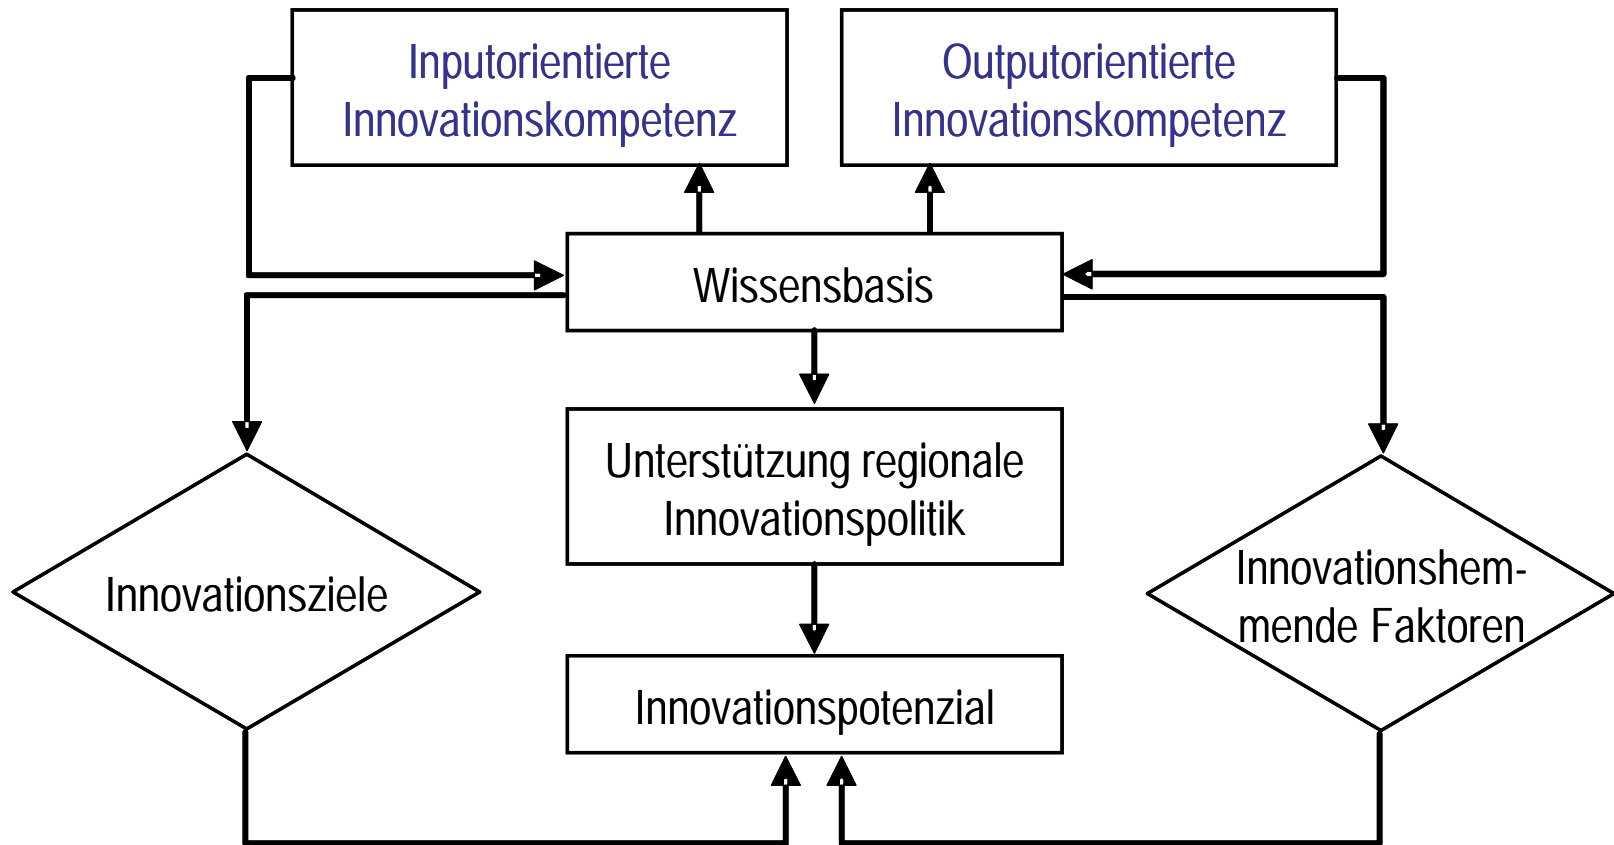 Inputorientierte
Innovationskompetenz
Outputorientierte
Innovationskompetenz
Wissensbasis
Unterstützung regionale
Innovationspolitik
Innovationsziele
Innovationshem-
mende Faktoren
Innovationspotenzial